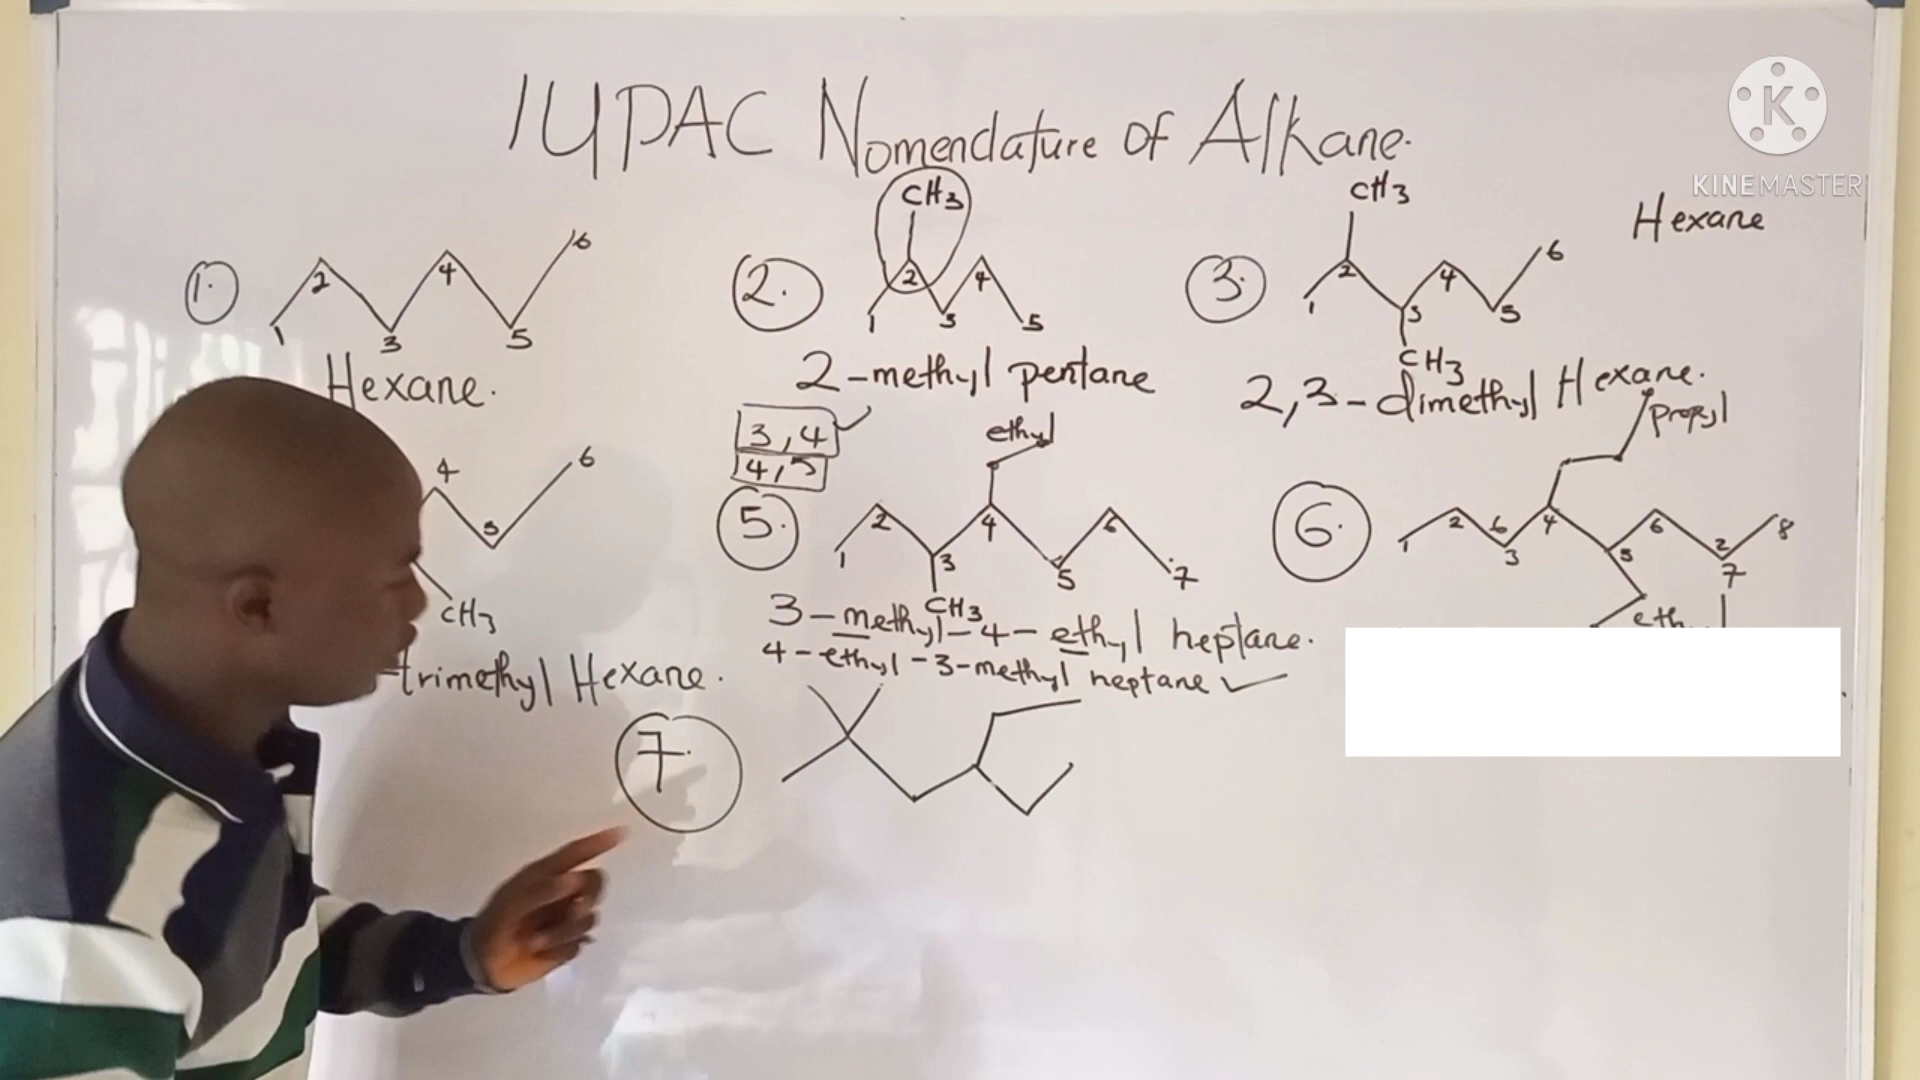 IUPAC Nomenclature of Alkane.
K
KINEMASTER
1.
1 2 3 4 5 6
Hexane.
2.
CH3
1 2 3 4 5
2-methyl pentane
3.
CH3
1 2 3 4 5 6
CH3
Hexane
2,3-dimethyl Hexane.
4 5 6
CH3
-trimethyl Hexane.
3,4
4,5
5.
ethyl
1 2 3 4 5 6 7
CH3
3-methyl-4-ethyl heptane.
4-ethyl-3-methyl heptane
6.
propyl
1 2 6 3 4 5 6 2 7 8
eth
7.